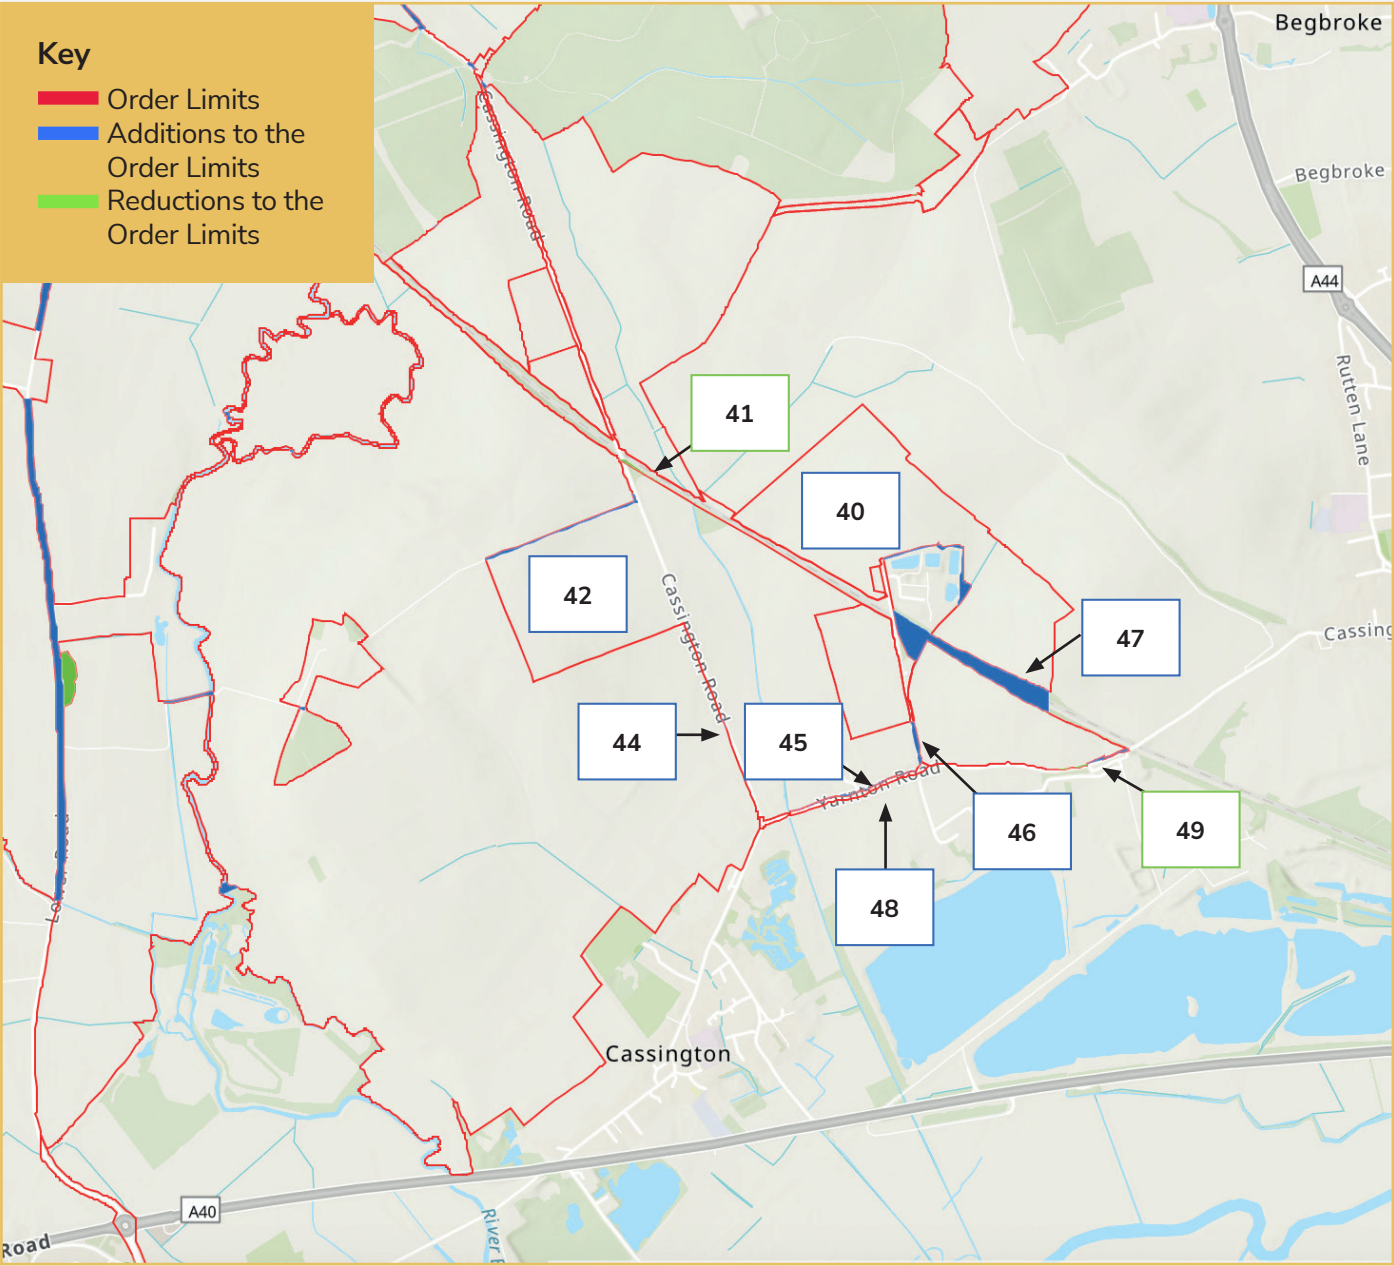 Key
Order Limits
Additions to the
Order Limits
Reductions to the
Order Limits
Begbroke
Begbroke
A44
Rutten Lane
Cassington Road
41
40
42
Cassington Road
Cassing
47
44
45
Yarnton Road
46
49
48
Cassington
A40
River E
Road